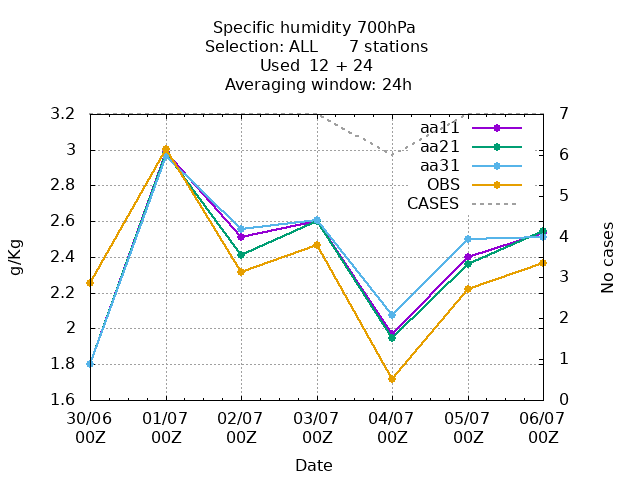 Specific humidity 700hPa
Selection: ALL 7 stations
Used 12 + 24
Averaging window: 24h
3.2
3
2.8
2.6
2.4
2.2
2
1.8
1.6
g/Kg
7
6
5
4
3
2
1
0
No cases
aa11
aa21
aa31
OBS
CASES
30/06 01/07 02/07 03/07 04/07 05/07 06/07
00Z 00Z 00Z 00Z 00Z 00Z 00Z
Date